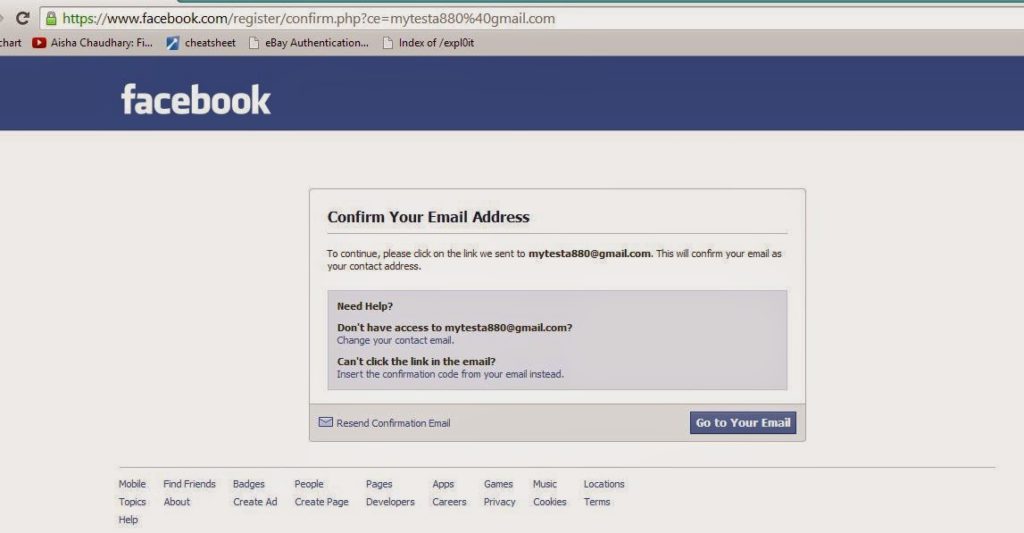 https://www.facebook.com/register/confirm.php?ce=mytesta880%40gmail.com
chart Aisha Chaudhary: Fi... cheatsheet eBay Authentication... Index of /expl0it
facebook
Confirm Your Email Address
To continue, please click on the link we sent to mytesta880@gmail.com. This will confirm your email as
your contact address.
Need Help?
Don't have access to mytesta880@gmail.com?
Change your contact email.
Can't click the link in the email?
Insert the confirmation code from your email instead.
Resend Confirmation Email Go to Your Email
Mobile Find Friends Badges People Pages Apps Games Music Locations
Topics About Create Ad Create Page Developers Careers Privacy Cookies Terms
Help